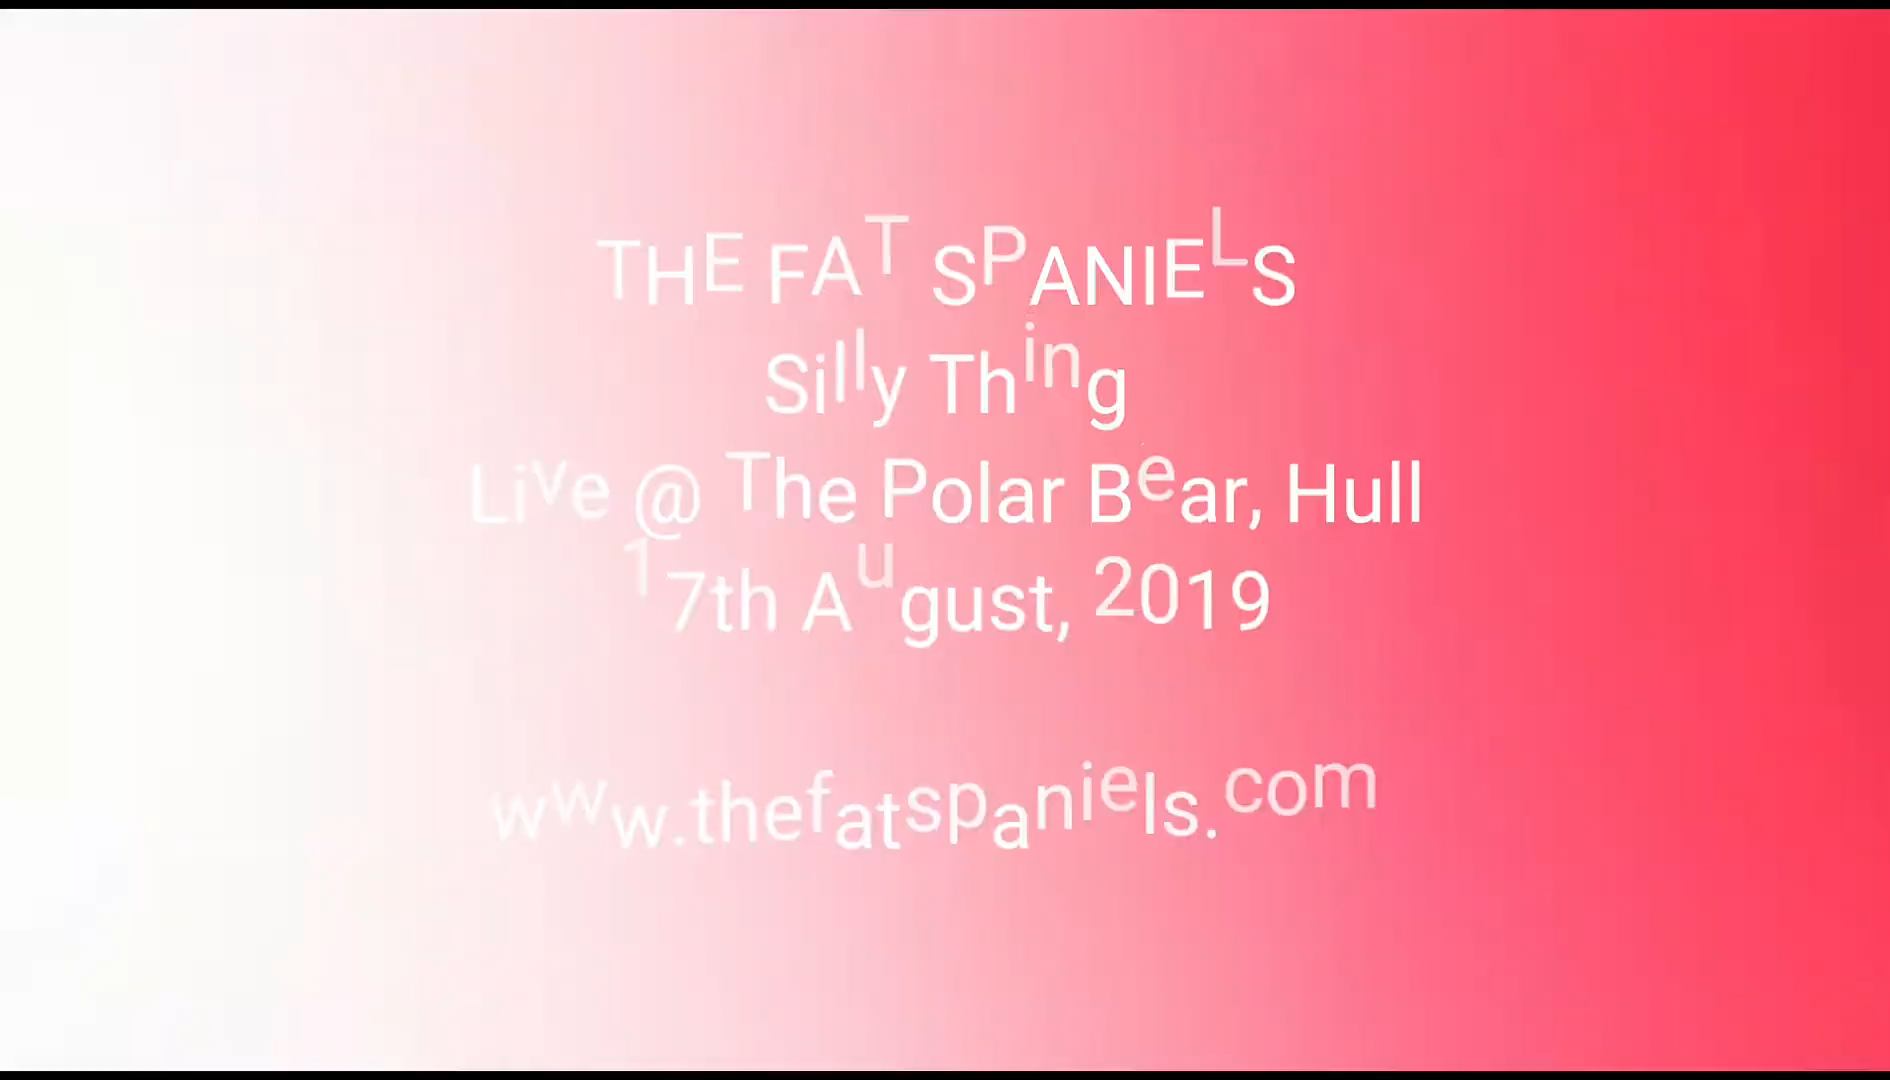 THE FAT SPANIELS
Silly Thing
Live @ The Polar Bear, Hull
17th August, 2019
www.thefatspaniels.com